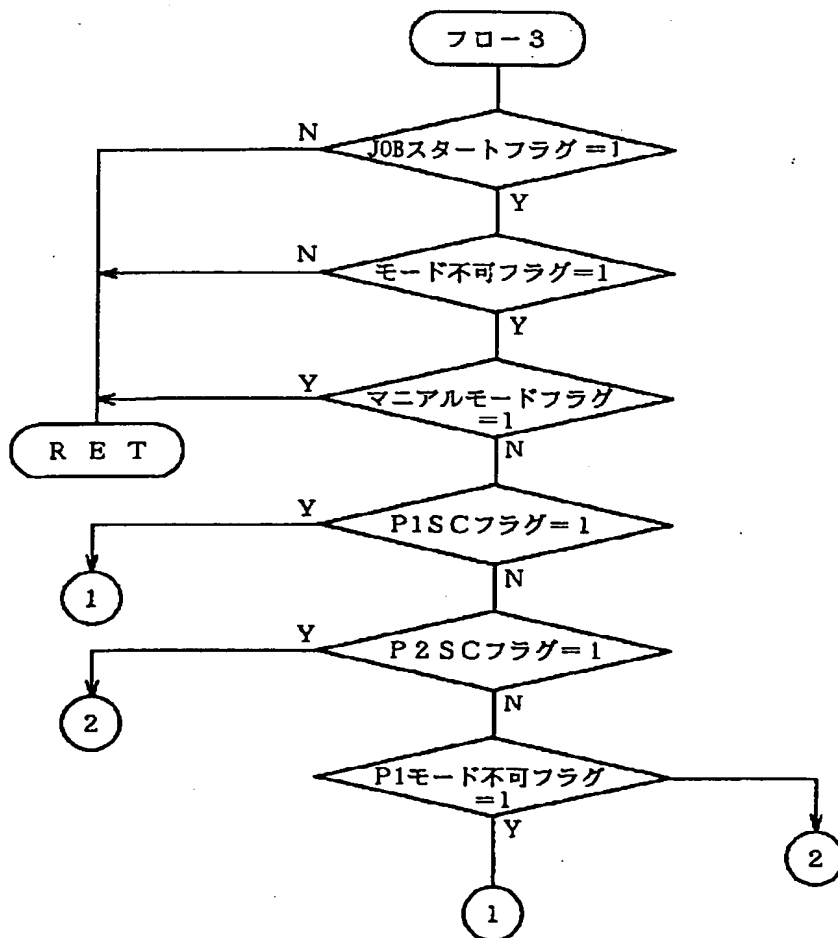 フロー3
N
JOBスタートフラグ=1
Y
N
モード不可フラグ=1
Y
Y
マニアルモードフラグ
=1
N
RET
Y
P1SCフラグ=1
N
1
Y
P2SCフラグ=1
N
2
P1モード不可フラグ
=1
Y
2
1